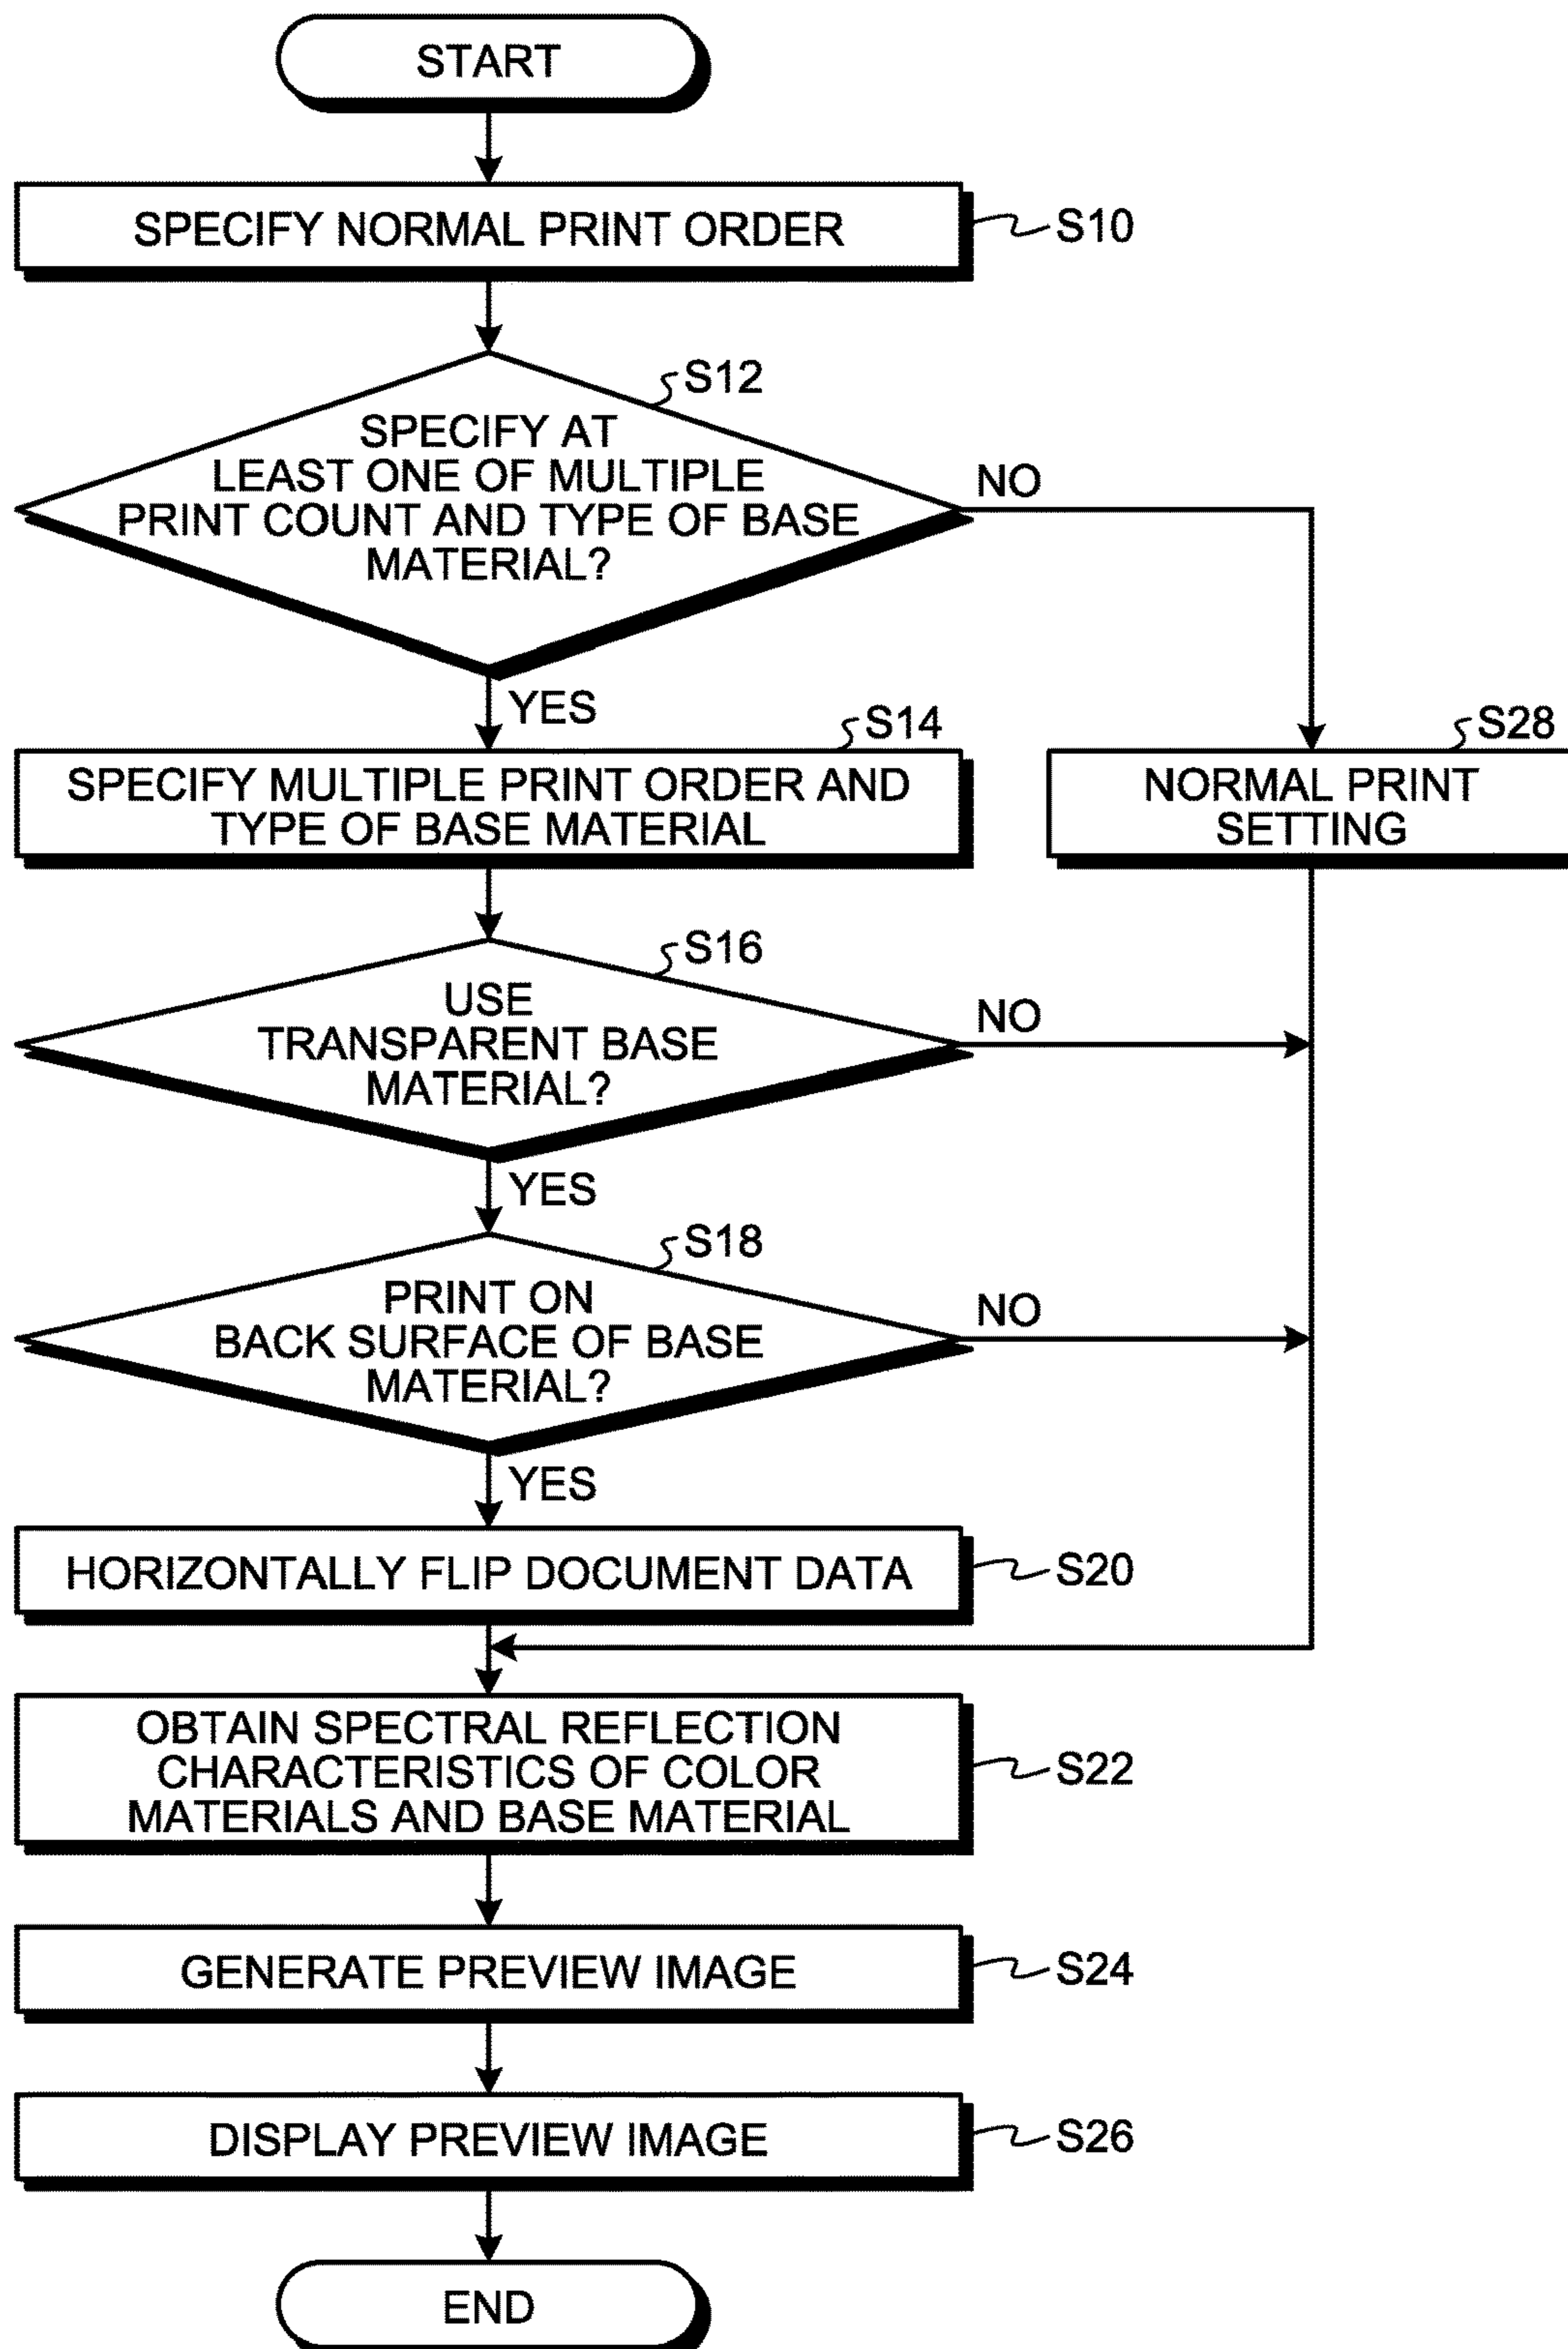 START
SPECIFY NORMAL PRINT ORDER
S10
S12
SPECIFY AT
LEAST ONE OF MULTIPLE
PRINT COUNT AND TYPE OF BASE
MATERIAL?
NO
YES
S14
SPECIFY MULTIPLE PRINT ORDER AND
TYPE OF BASE MATERIAL
S28
NORMAL PRINT
SETTING
S16
USE
TRANSPARENT BASE
MATERIAL?
NO
YES
S18
PRINT ON
BACK SURFACE OF BASE
MATERIAL?
NO
YES
HORIZONTALLY FLIP DOCUMENT DATA
S20
OBTAIN SPECTRAL REFLECTION
CHARACTERISTICS OF COLOR
MATERIALS AND BASE MATERIAL
S22
GENERATE PREVIEW IMAGE
S24
DISPLAY PREVIEW IMAGE
S26
END